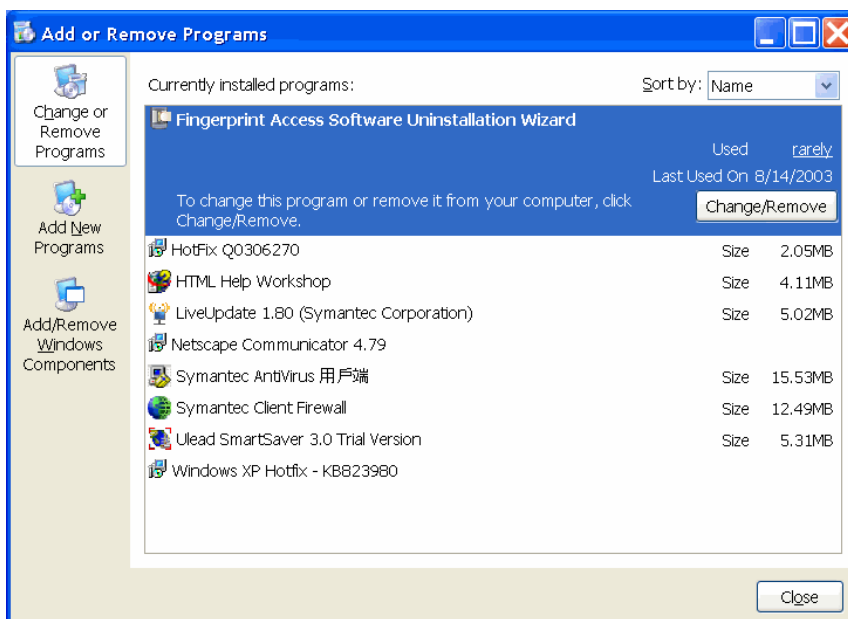 Add or Remove Programs
Change or
Remove
Programs
Add New
Programs
Add/Remove
Windows
Components
Currently installed programs:
Sort by: Name
Fingerprint Access Software Uninstallation Wizard
Used rarely
Last Used On 8/14/2003
To change this program or remove it from your computer, click
Change/Remove.
Change/Remove
HotFix Q0306270
Size 2.05MB
HTML Help Workshop
Size 4.11MB
LiveUpdate 1.80 (Symantec Corporation)
Size 5.02MB
Netscape Communicator 4.79
Symantec AntiVirus 用戶端
Size 15.53MB
Symantec Client Firewall
Size 12.49MB
Ulead SmartSaver 3.0 Trial Version
Size 5.31MB
Windows XP Hotfix - KB823980
Close